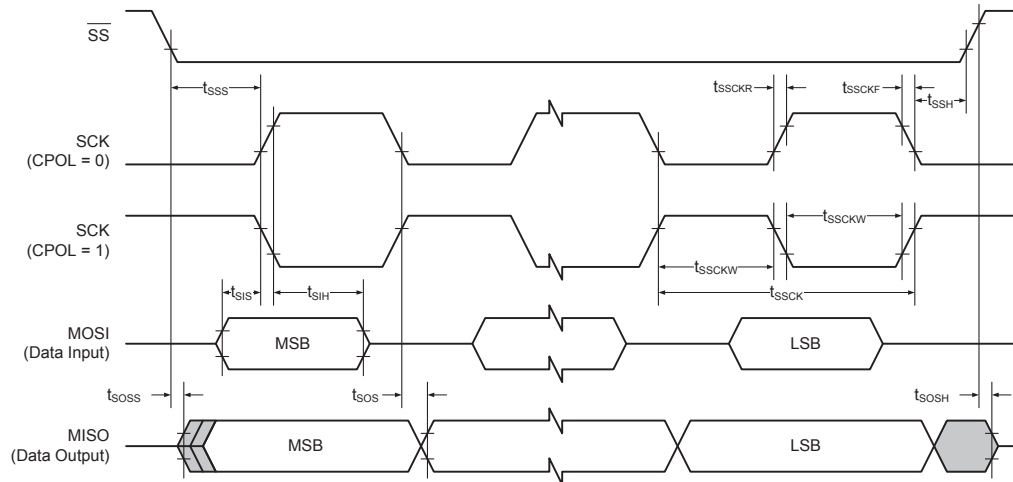 SS
tSSS
tSSCKR
tSSCKF
tSSH
SCK
(CPOL = 0)
SCK
(CPOL = 1)
tSSCKW
tSSCKW
tSSCK
tSIS
tSIH
MOSI
(Data Input)
MSB
LSB
tSOSS
tSOS
tSOSH
MISO
(Data Output)
MSB
LSB